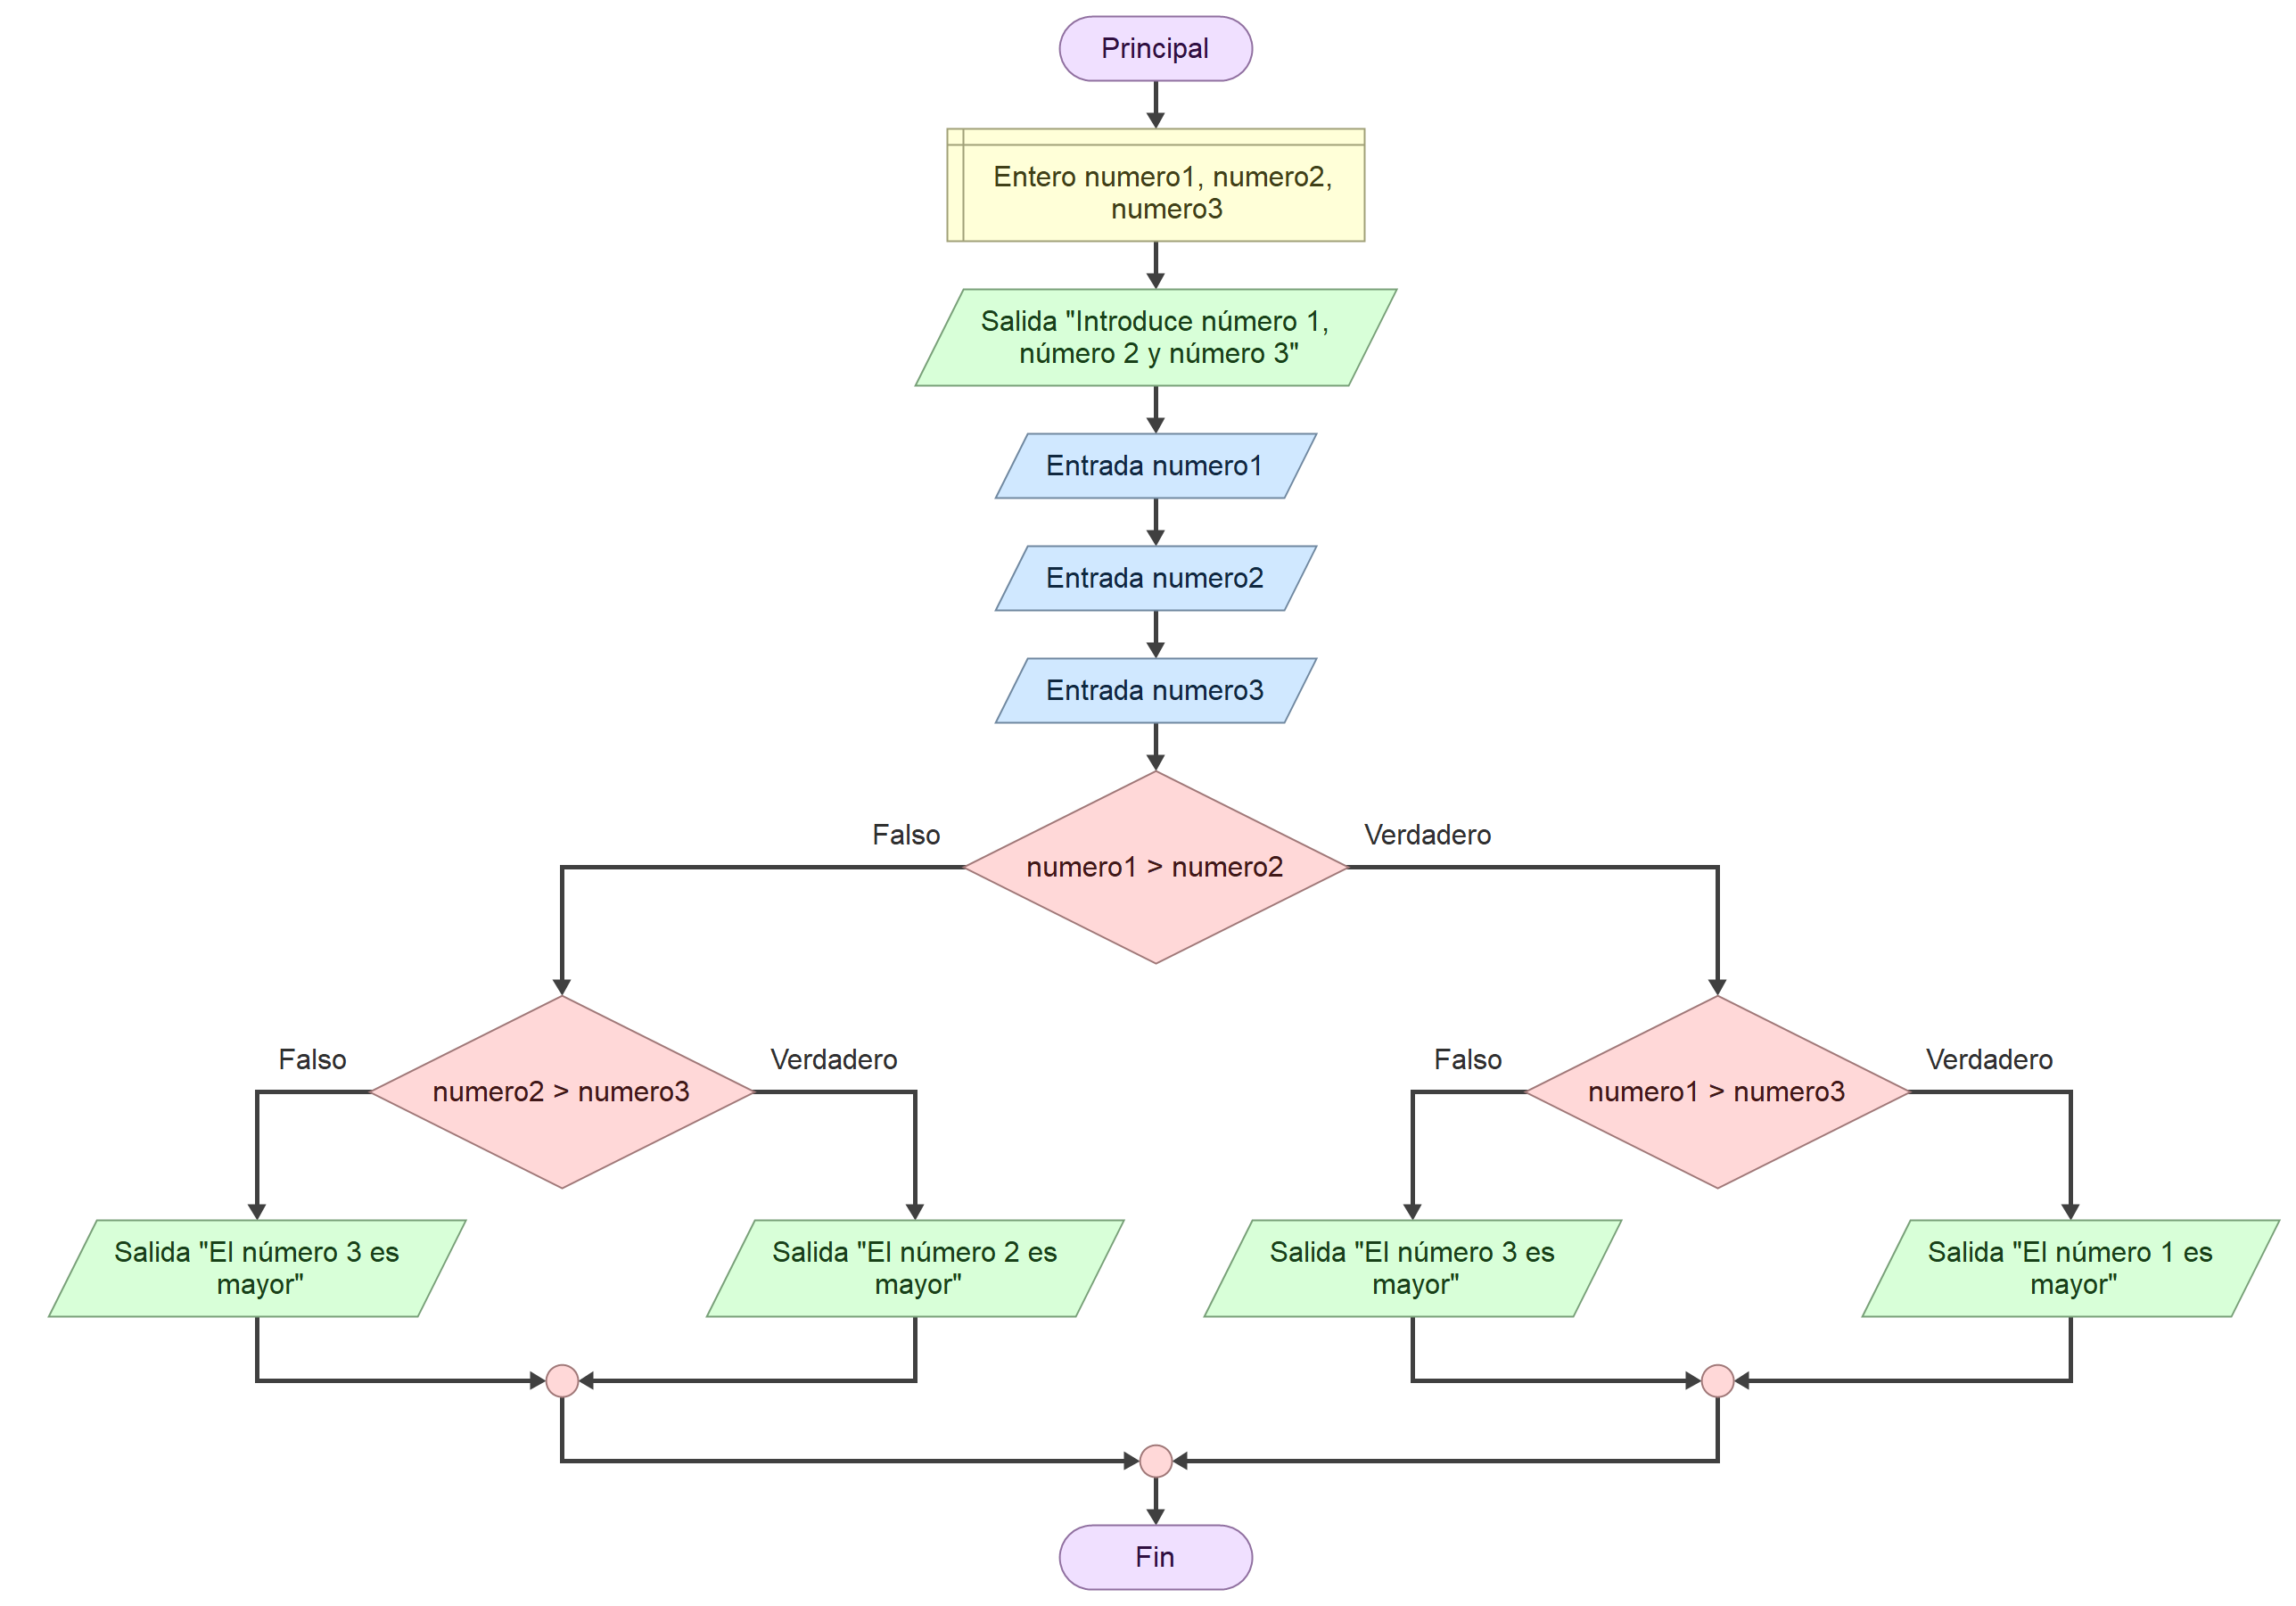 Principal
Entero numero1, numero2,
numero3
Salida "Introduce número 1,
número 2 y número 3"
Entrada numero1
Entrada numero2
Entrada numero3
Falso
Verdadero
numero1 > numero2
Falso
Verdadero
numero2 > numero3
Falso
Verdadero
numero1 > numero3
Salida "El número 3 es
mayor"
Salida "El número 2 es
mayor"
Salida "El número 3 es
mayor"
Salida "El número 1 es
mayor"
Fin